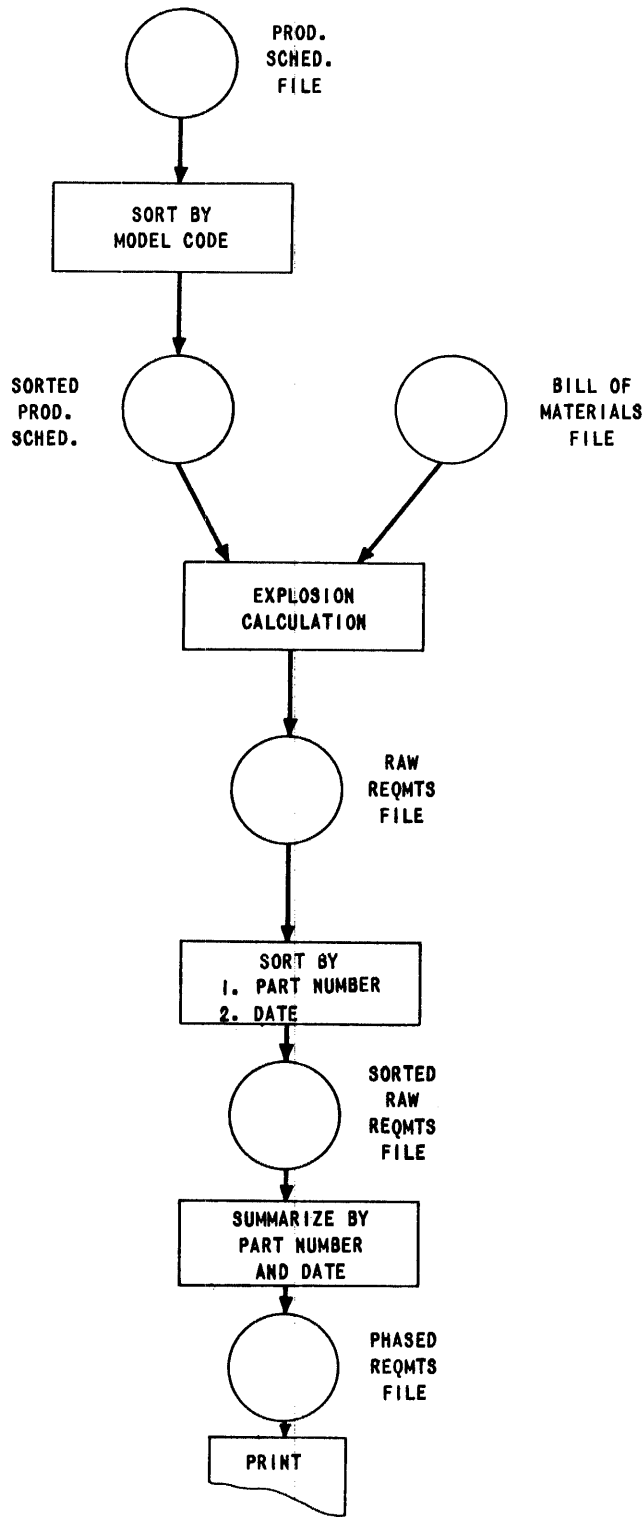 PROD.
SCHED.
FILE
SORT BY
MODEL CODE
SORTED
PROD.
SCHED.
BILL OF
MATERIALS
FILE
EXPLOSION
CALCULATION
RAW
REQMTS
FILE
SORT BY
1. PART NUMBER
2. DATE
SORTED
RAW
REQMTS
FILE
SUMMARIZE BY
PART NUMBER
AND DATE
PHASED
REQMTS
FILE
PRINT